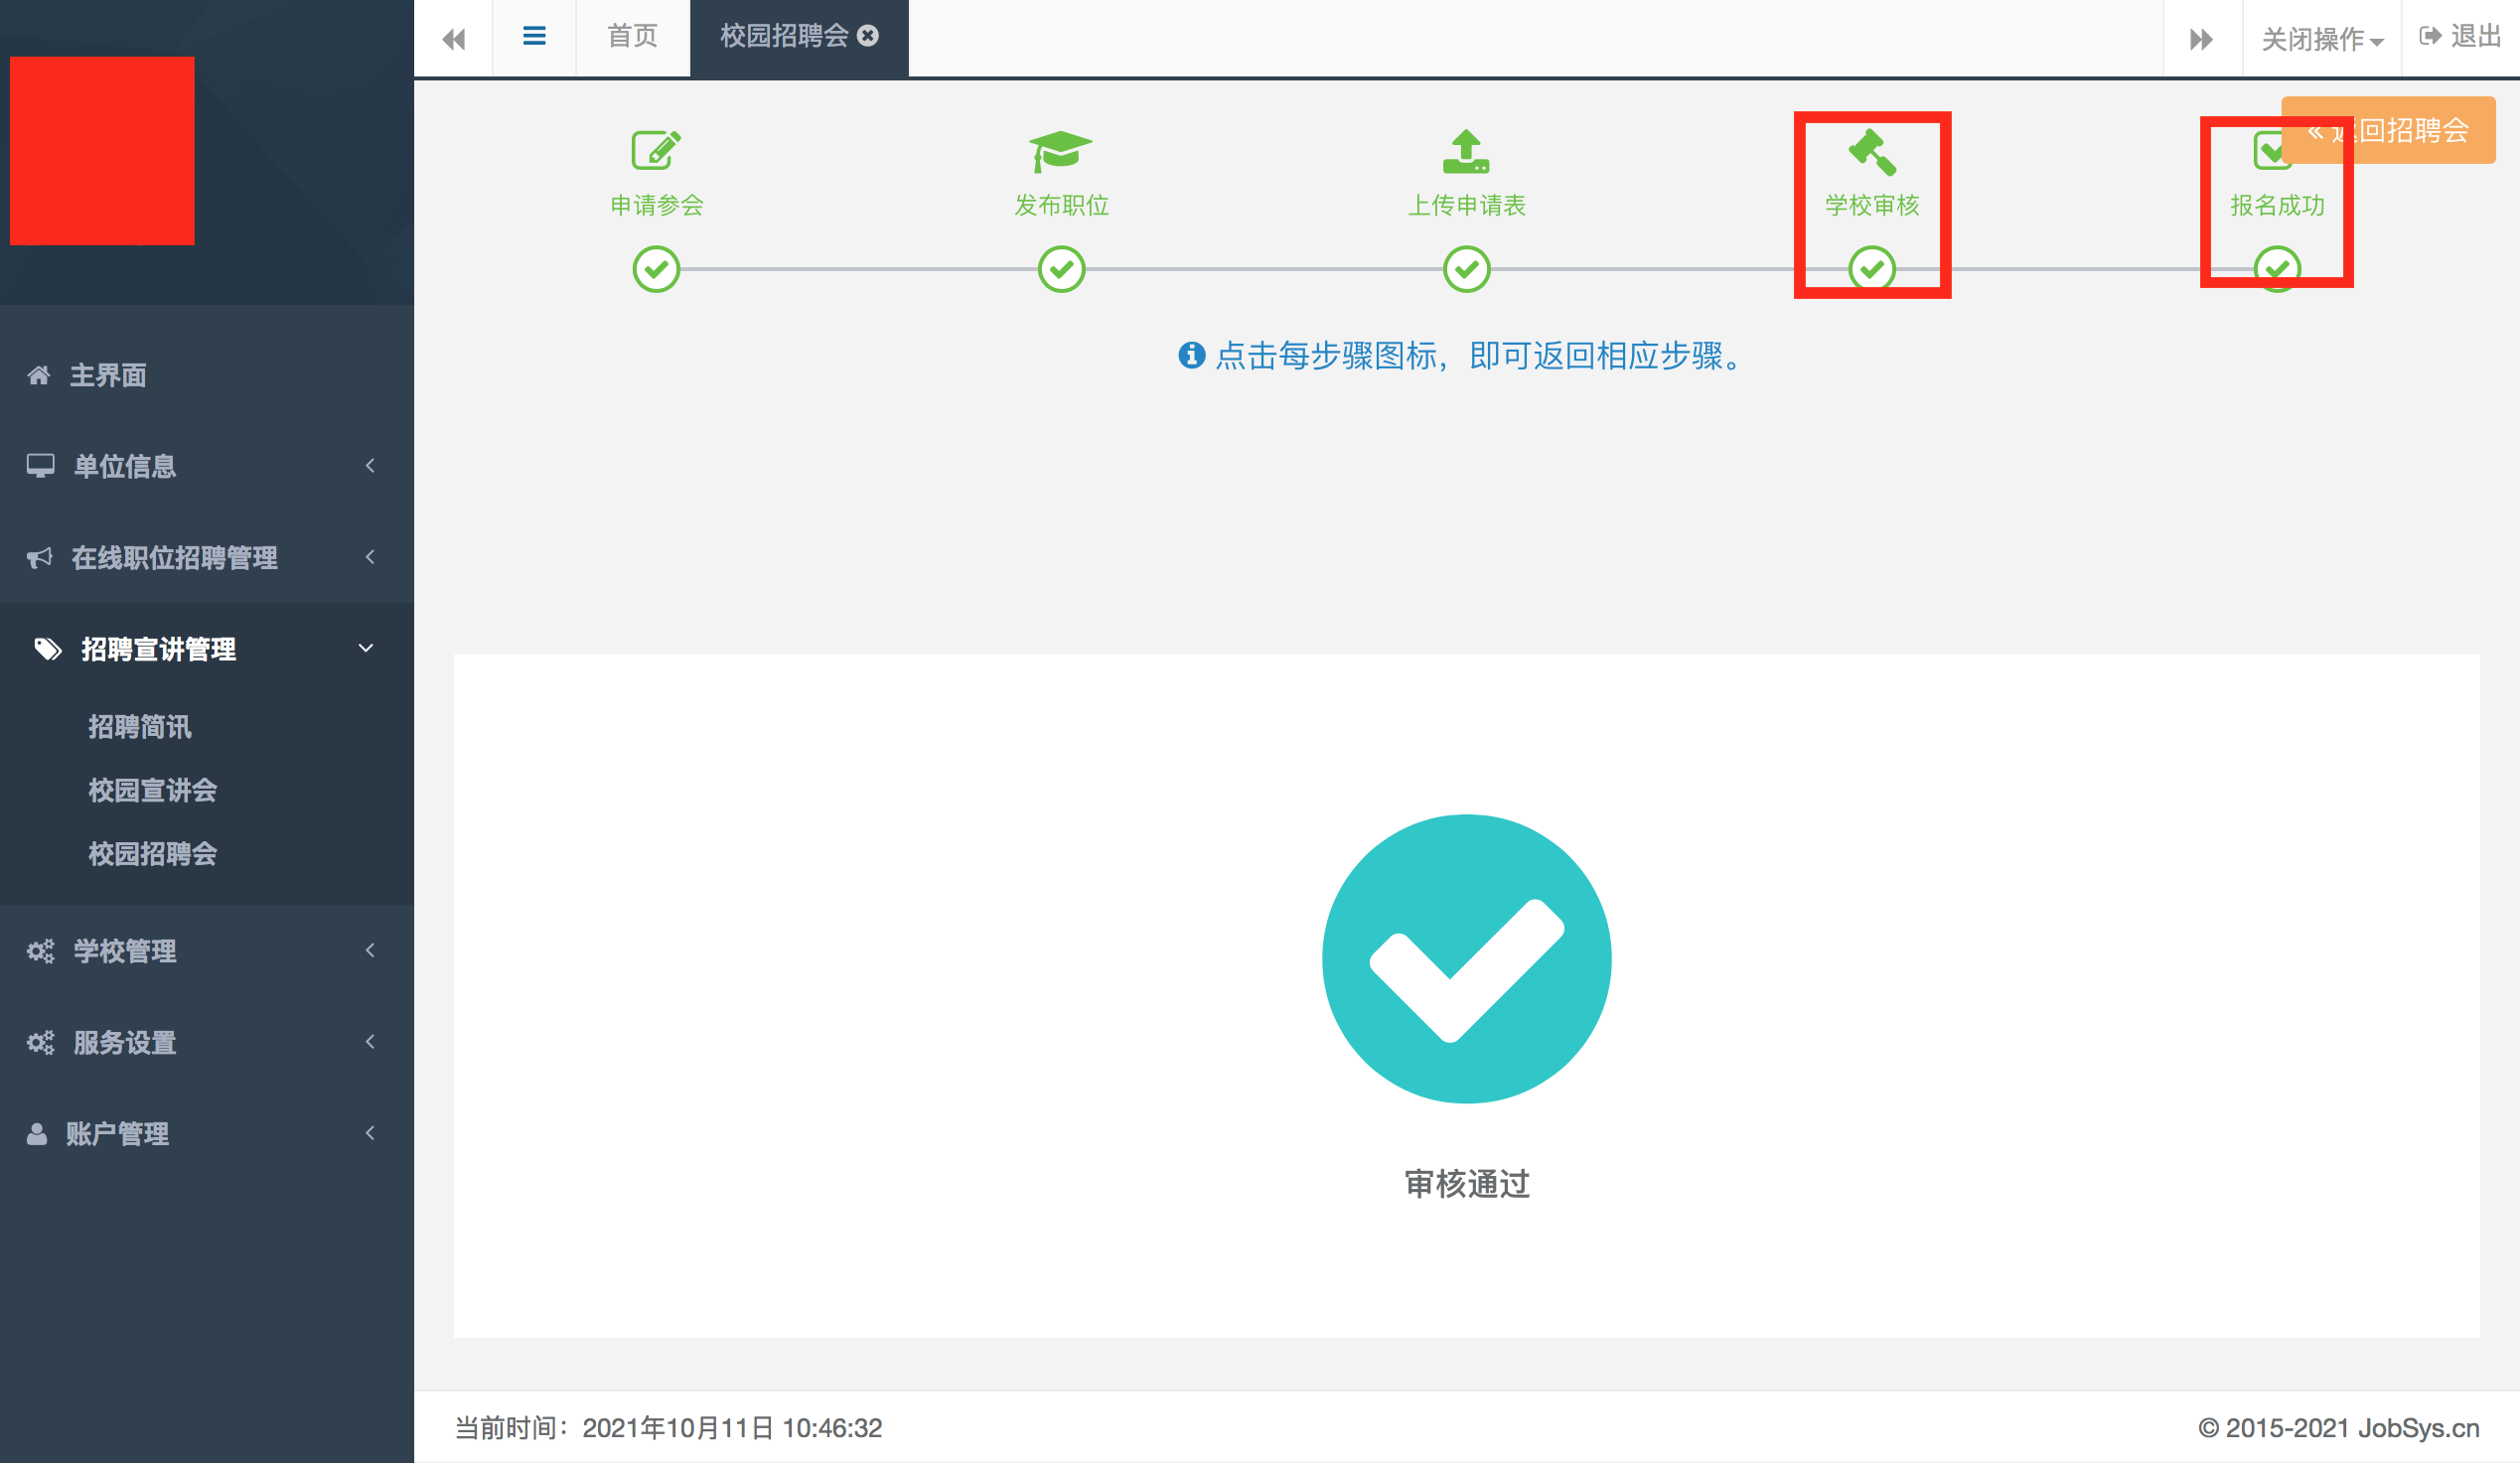 首页
校园招聘会
关闭操作
退出
« 返回招聘会
申请参会
发布职位
上传申请表
学校审核
报名成功
点击每步骤图标，即可返回相应步骤。
主界面
单位信息
在线职位招聘管理
招聘宣讲管理
招聘简讯
校园宣讲会
校园招聘会
学校管理
服务设置
账户管理
审核通过
当前时间：2021年10月11日 10:46:32
© 2015-2021 JobSys.cn